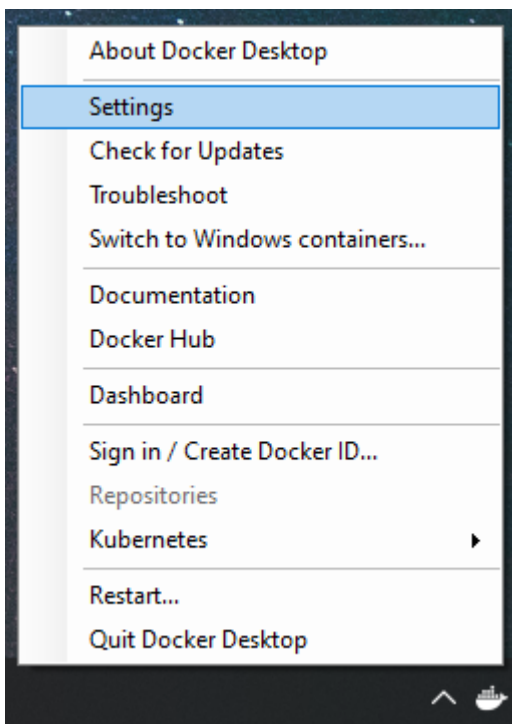 About Docker Desktop
Settings
Check for Updates
Troubleshoot
Switch to Windows containers...
Documentation
Docker Hub
Dashboard
Sign in / Create Docker ID...
Repositories
Kubernetes
Restart...
Quit Docker Desktop